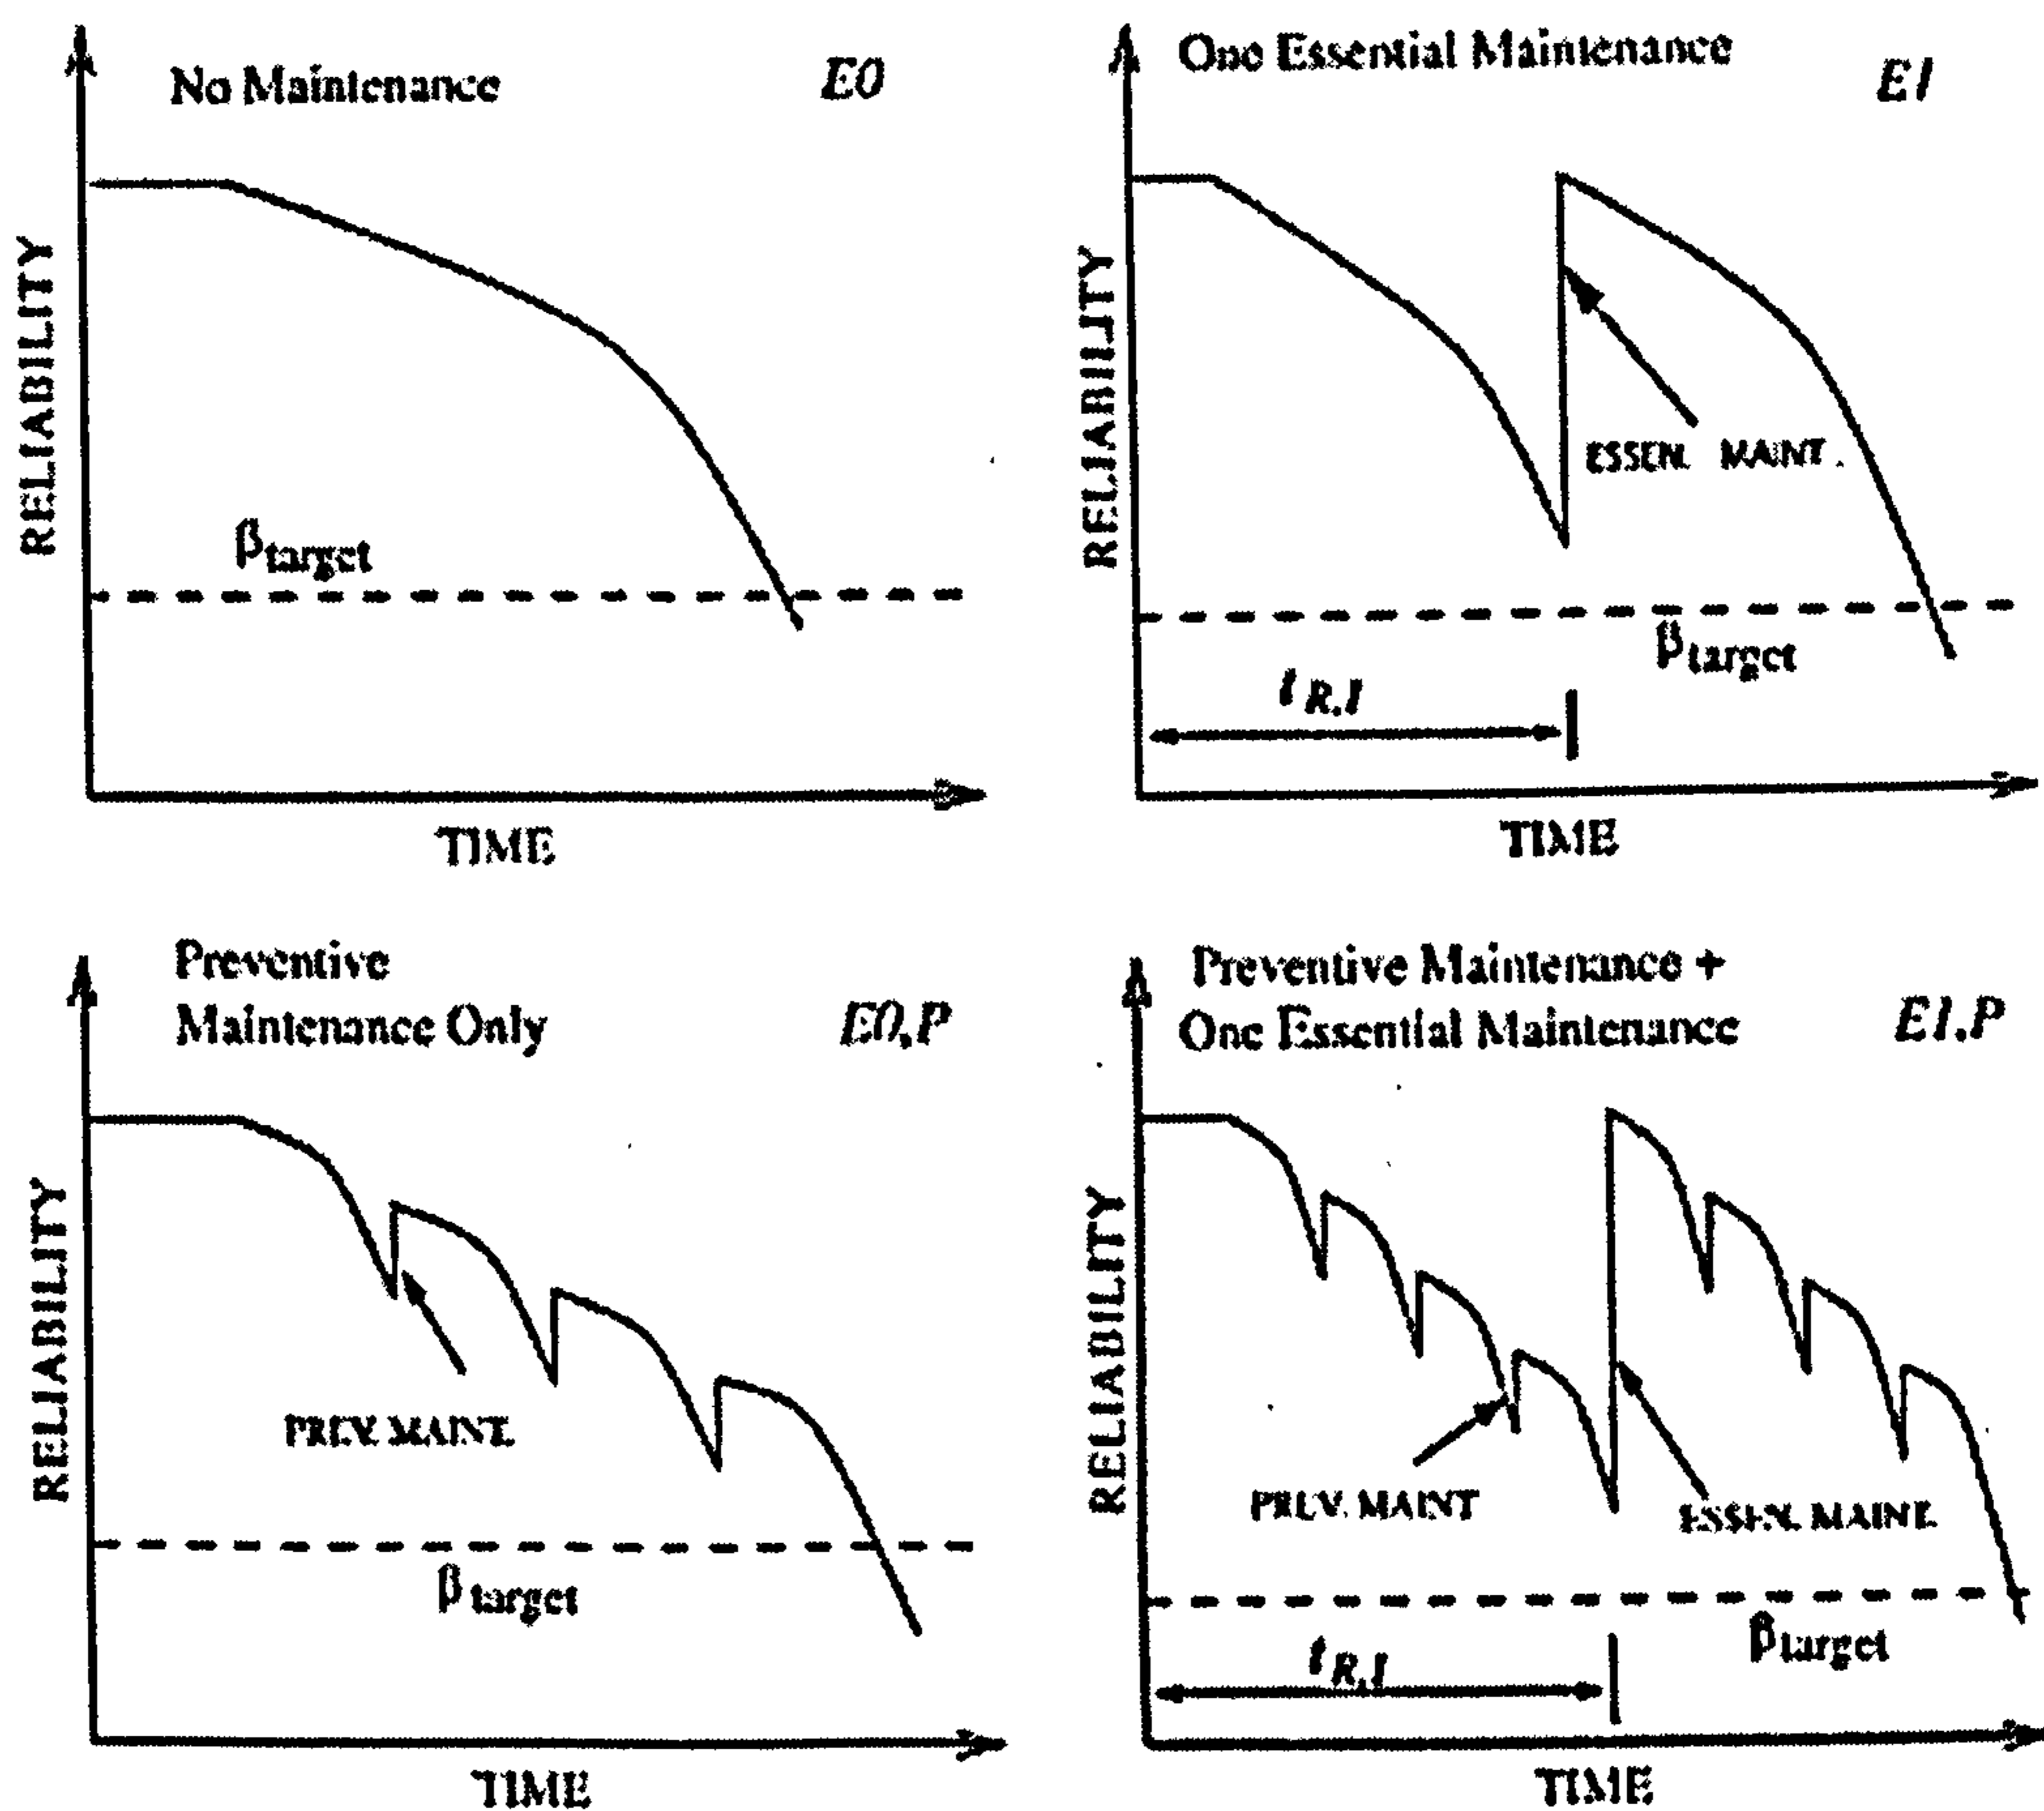 No Maintenance
E0
RELIABILITY
βtarget
TIME
One Essential Maintenance
E1
RELIABILITY
ESSEN. MAINT.
βtarget
tR,1
TIME
Preventive
Maintenance Only
E0,P
RELIABILITY
PREV. MAINT.
βtarget
TIME
Preventive Maintenance +
One Essential Maintenance
E1,P
RELIABILITY
PREV. MAINT
ESSEN. MAINT.
βtarget
tR,1
TIME